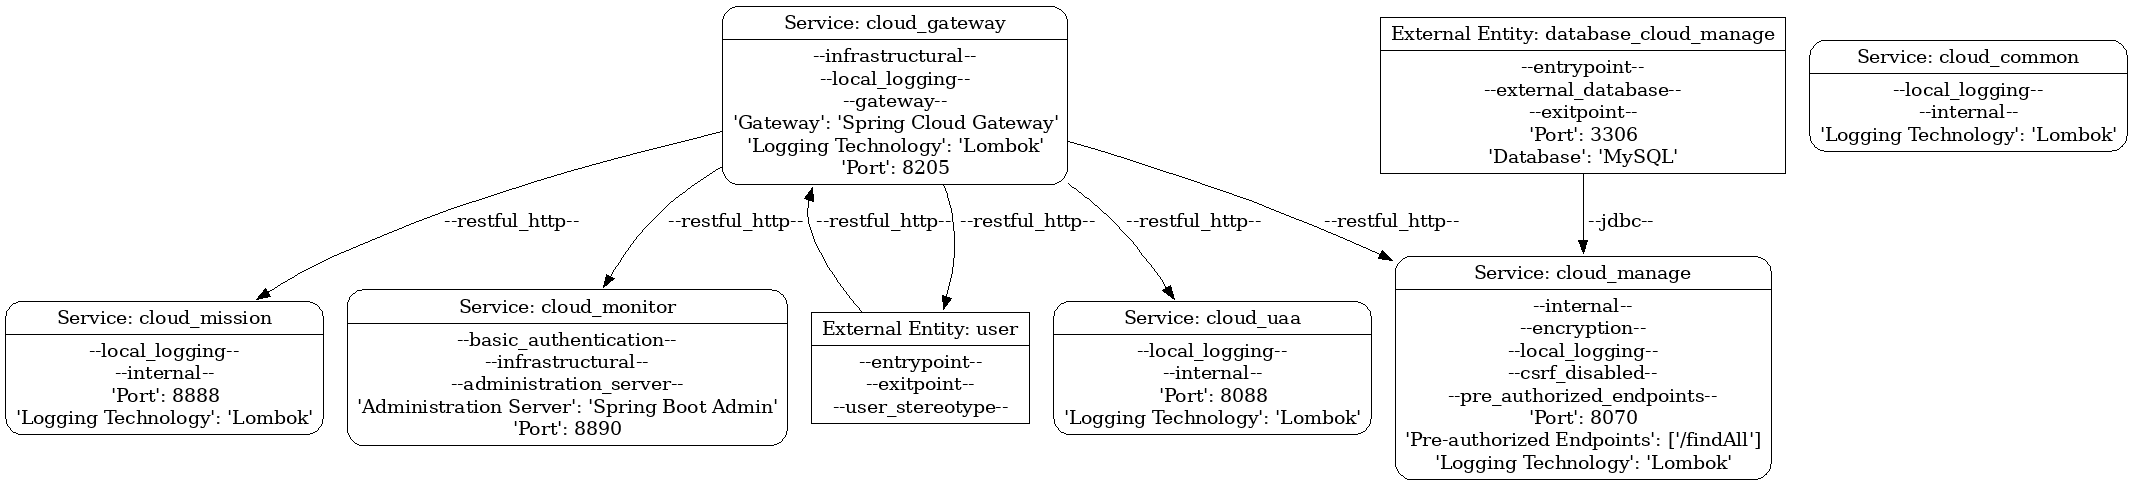 Service: cloud_gateway
--infrastructural--
--local_logging--
--gateway--
'Gateway': 'Spring Cloud Gateway'
'Logging Technology': 'Lombok'
'Port': 8205
External Entity: database_cloud_manage
--entrypoint--
--external_database--
--exitpoint--
'Port': 3306
'Database': 'MySQL'
Service: cloud_common
--local_logging--
--internal--
'Logging Technology': 'Lombok'
--restful_http--
--restful_http--
--restful_http--
--restful_http--
--restful_http--
--restful_http--
--jdbc--
Service: cloud_mission
--local_logging--
--internal--
'Port': 8888
'Logging Technology': 'Lombok'
Service: cloud_monitor
--basic_authentication--
--infrastructural--
--administration_server--
'Administration Server': 'Spring Boot Admin'
'Port': 8890
External Entity: user
--entrypoint--
--exitpoint--
--user_stereotype--
Service: cloud_uaa
--local_logging--
--internal--
'Port': 8088
'Logging Technology': 'Lombok'
Service: cloud_manage
--internal--
--encryption--
--local_logging--
--csrf_disabled--
--pre_authorized_endpoints--
'Port': 8070
'Pre-authorized Endpoints': ['/findAll']
'Logging Technology': 'Lombok'